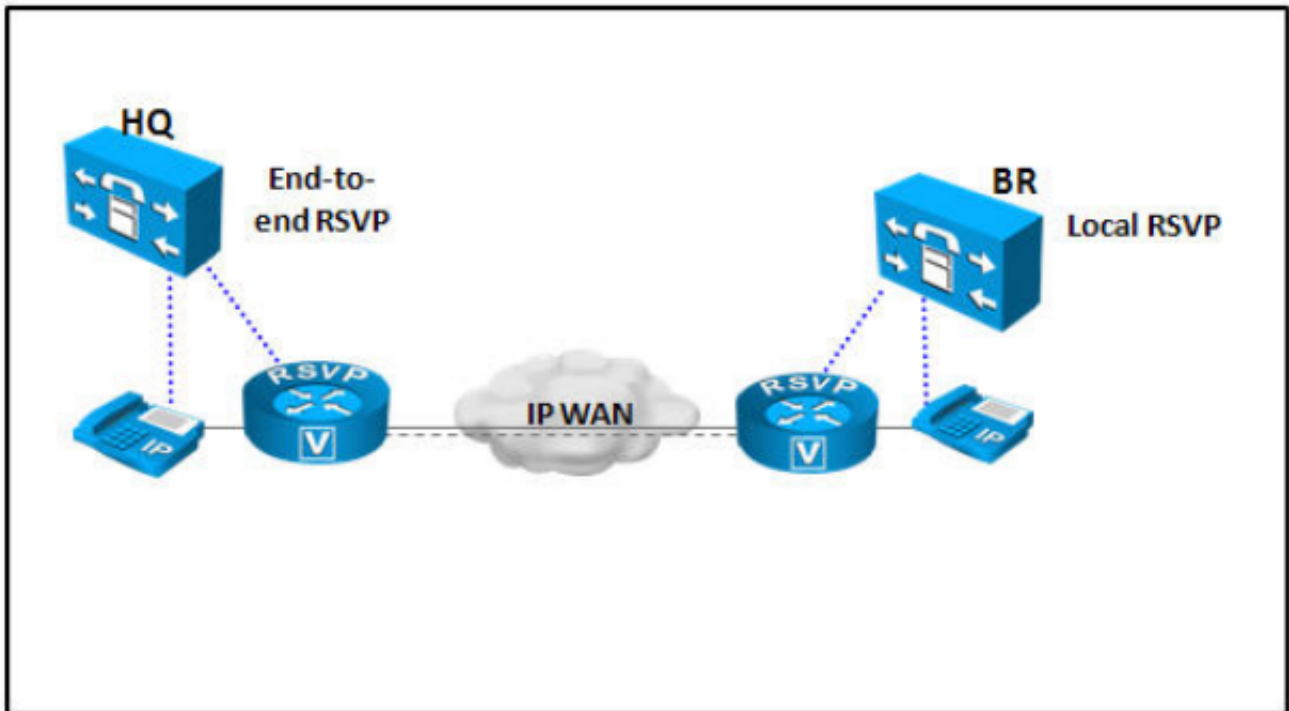 HQ
End-to-
end RSVP
BR
Local RSVP
RSVP
V
IP WAN
RSVP
V
IP
IP